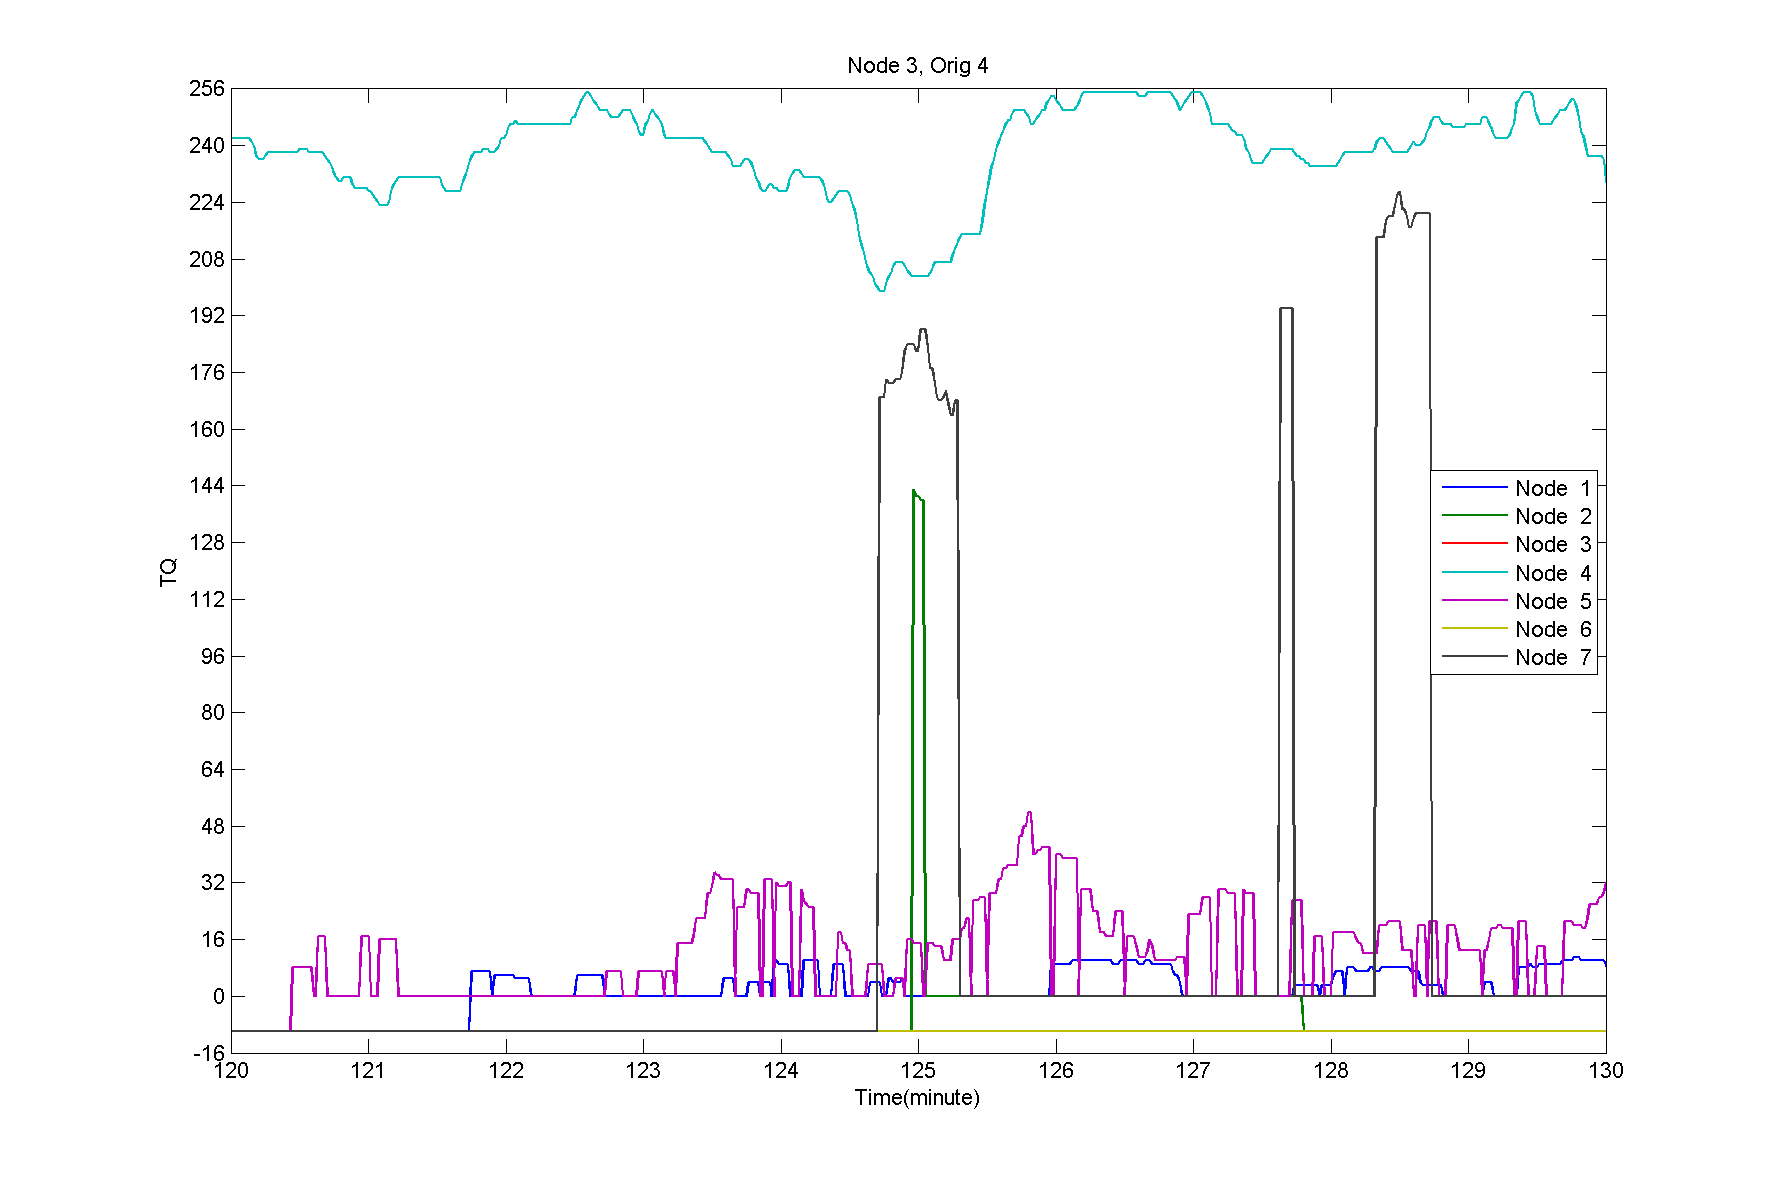 Node 3, Orig 4
256
240
224
208
192
176
160
144
128
112
96
80
64
48
32
16
0
-16
TQ
Node 1
Node 2
Node 3
Node 4
Node 5
Node 6
Node 7
120 121 122 123 124 125 126 127 128 129 130
Time(minute)